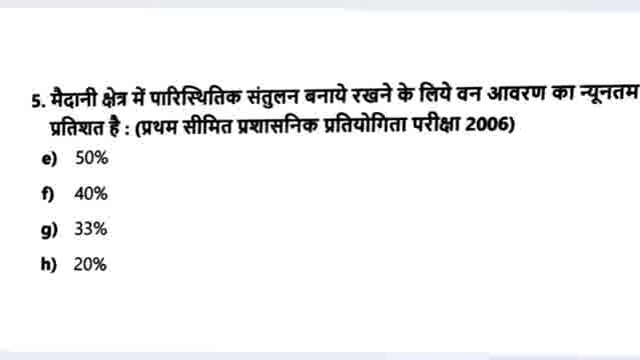 5. मैदानी क्षेत्र में पारिस्थितिक संतुलन बनाये रखने के लिये वन आवरण का न्यूनतम
प्रतिशत है : (प्रथम सीमित प्रशासनिक प्रतियोगिता परीक्षा 2006)
e) 50%
f) 40%
g) 33%
h) 20%